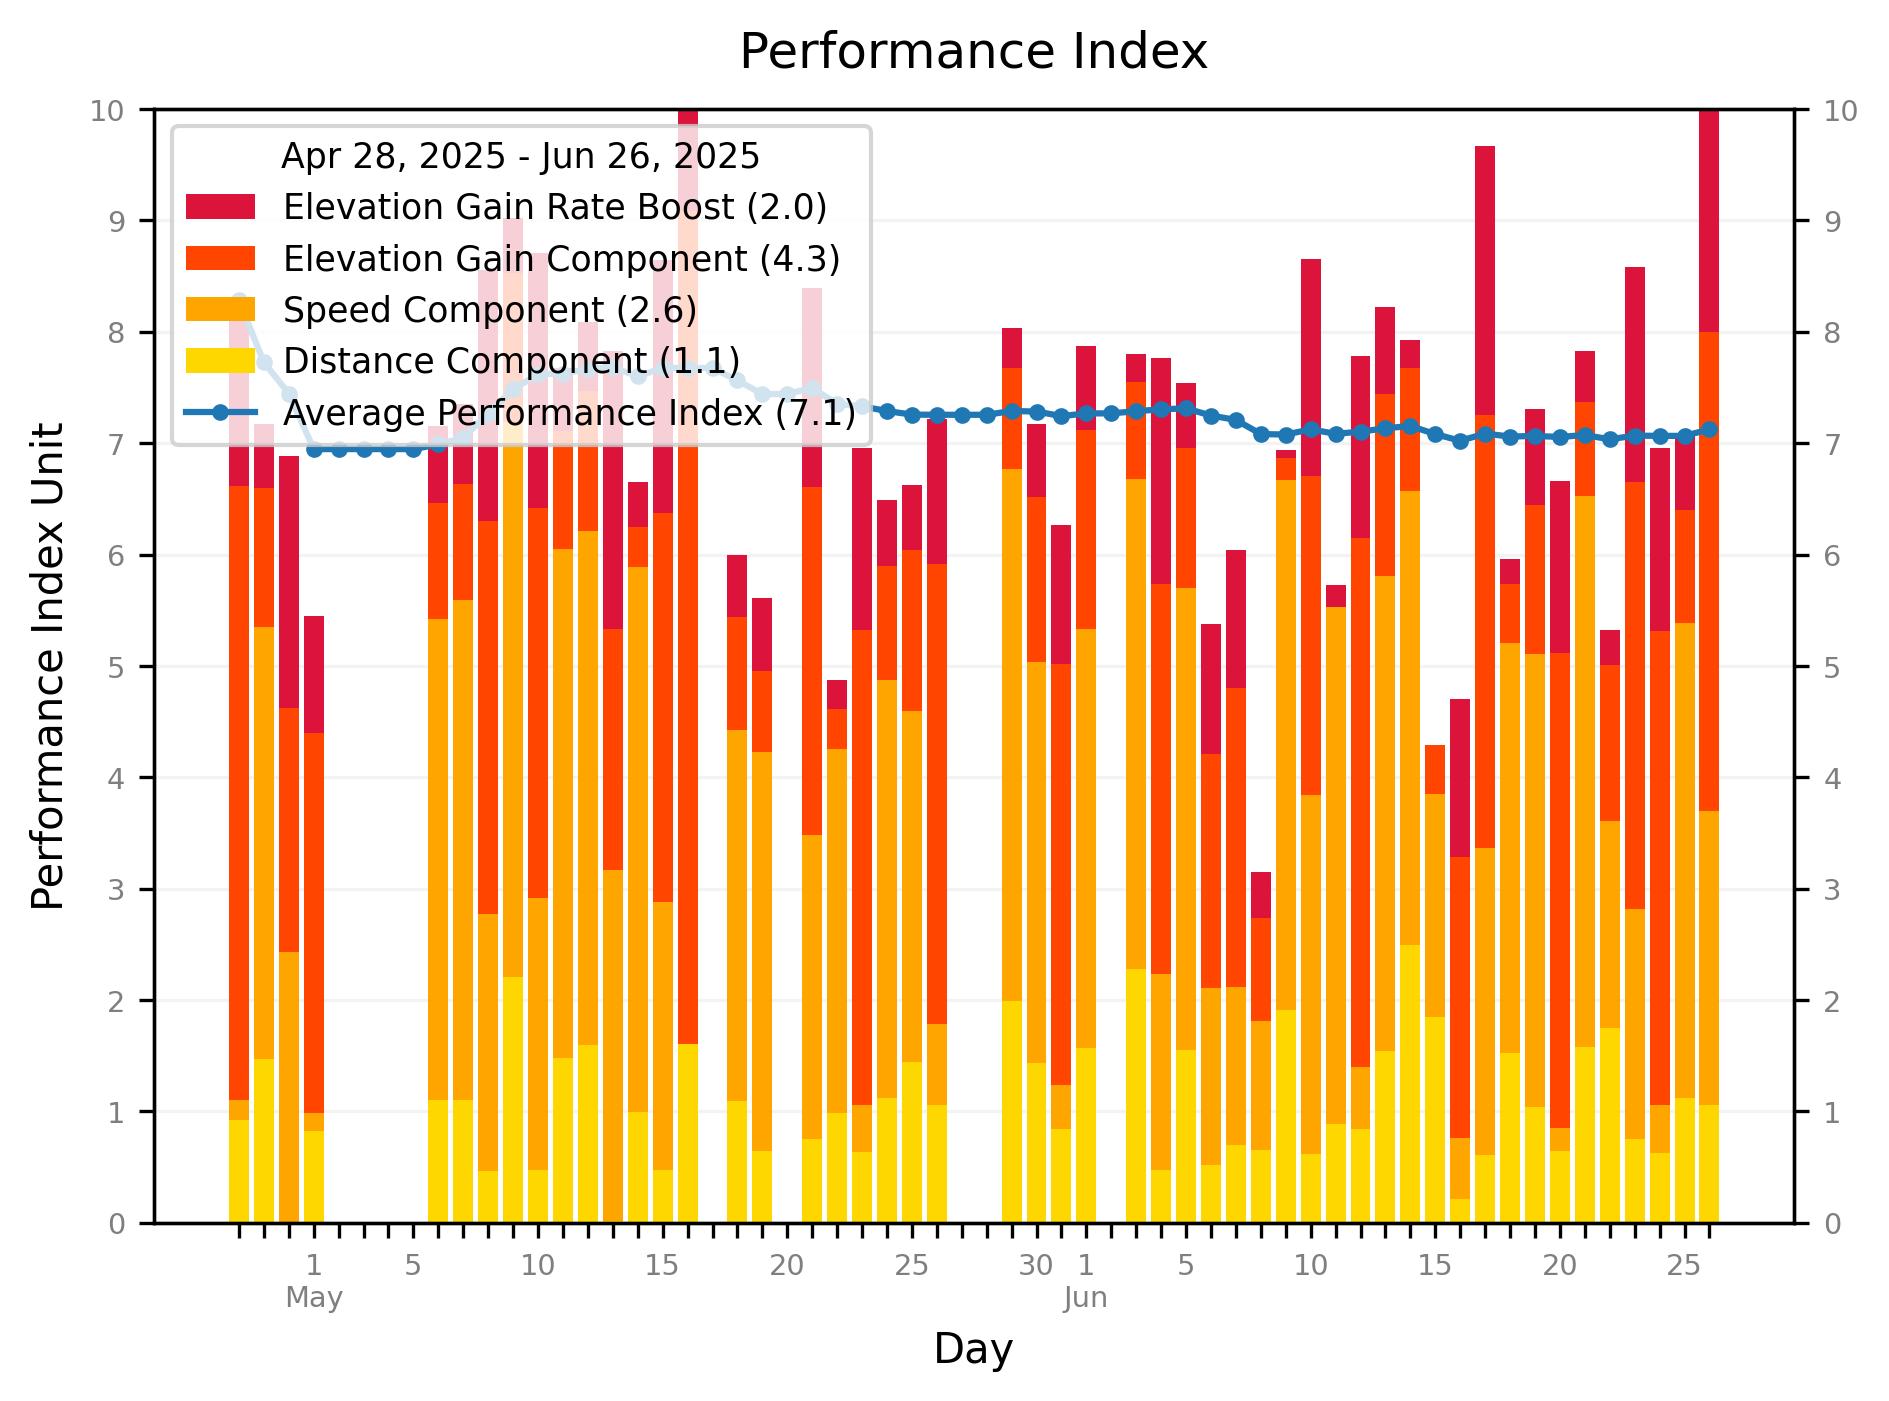 Performance Index
Apr 28, 2025 - Jun 26, 2025
Elevation Gain Rate Boost (2.0)
Elevation Gain Component (4.3)
Speed Component (2.6)
Distance Component (1.1)
Average Performance Index (7.1)
Performance Index Unit
10 10
9 9
8 8
7 7
6 6
5 5
4 4
3 3
2 2
1 1
0 0
1 5 10 15 20 25 30 1 5 10 15 20 25
May Jun
Day